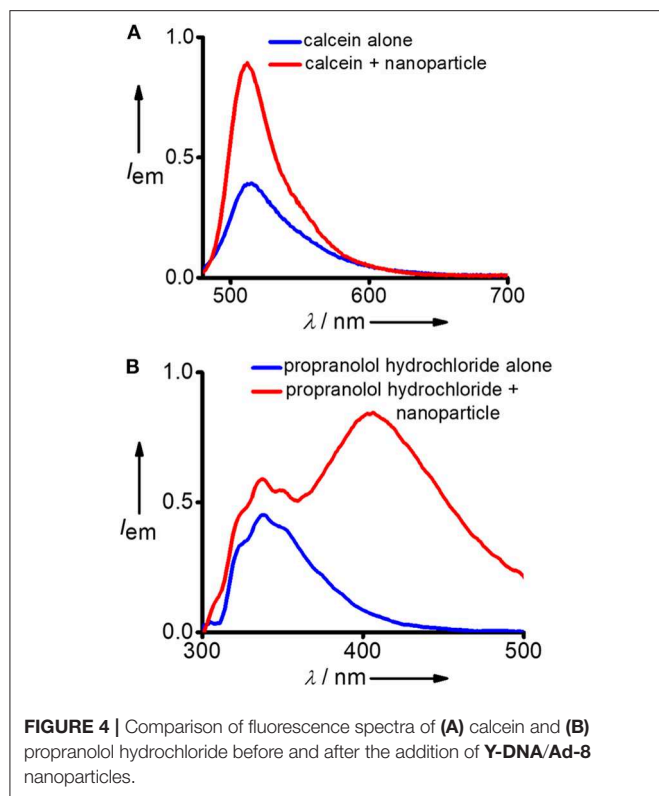 A
1.0
calcein alone
calcein + nanoparticle
0.5
Iem
0.0
500
600
700
λ / nm
B
1.0
propranolol hydrochloride alone
propranolol hydrochloride +
nanoparticle
0.5
Iem
0.0
300
400
500
λ / nm
FIGURE 4 | Comparison of fluorescence spectra of (A) calcein and (B)
propranolol hydrochloride before and after the addition of Y-DNA/Ad-8
nanoparticles.